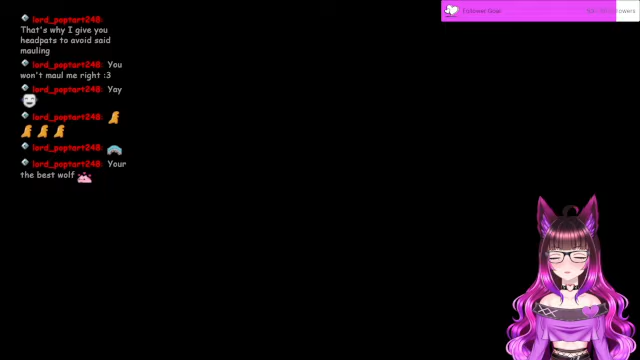 lord_poptart248:
That's why I give you
headpats to avoid said
mauling
lord_poptart248: You
won't maul me right :3
lord_poptart248: Yay
lord_poptart248:
lord_poptart248:
lord_poptart248: Your
the best wolf
Follower Goal